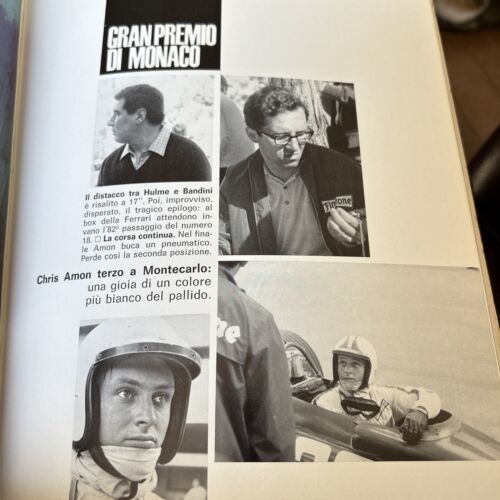 GRAN PREMIO
DI MONACO
Il distacco tra Hulme e Bandini
è risalito a 17". Poi, improvviso,
disperato, il tragico epilogo: al
box della Ferrari attendono in-
vano l'82º passaggio del numero
18. □ La corsa continua. Nel fina-
le Amon buca un pneumatico.
Perde così la seconda posizione.
Chris Amon terzo a Montecarlo:
una gioia di un colore
più bianco del pallido.